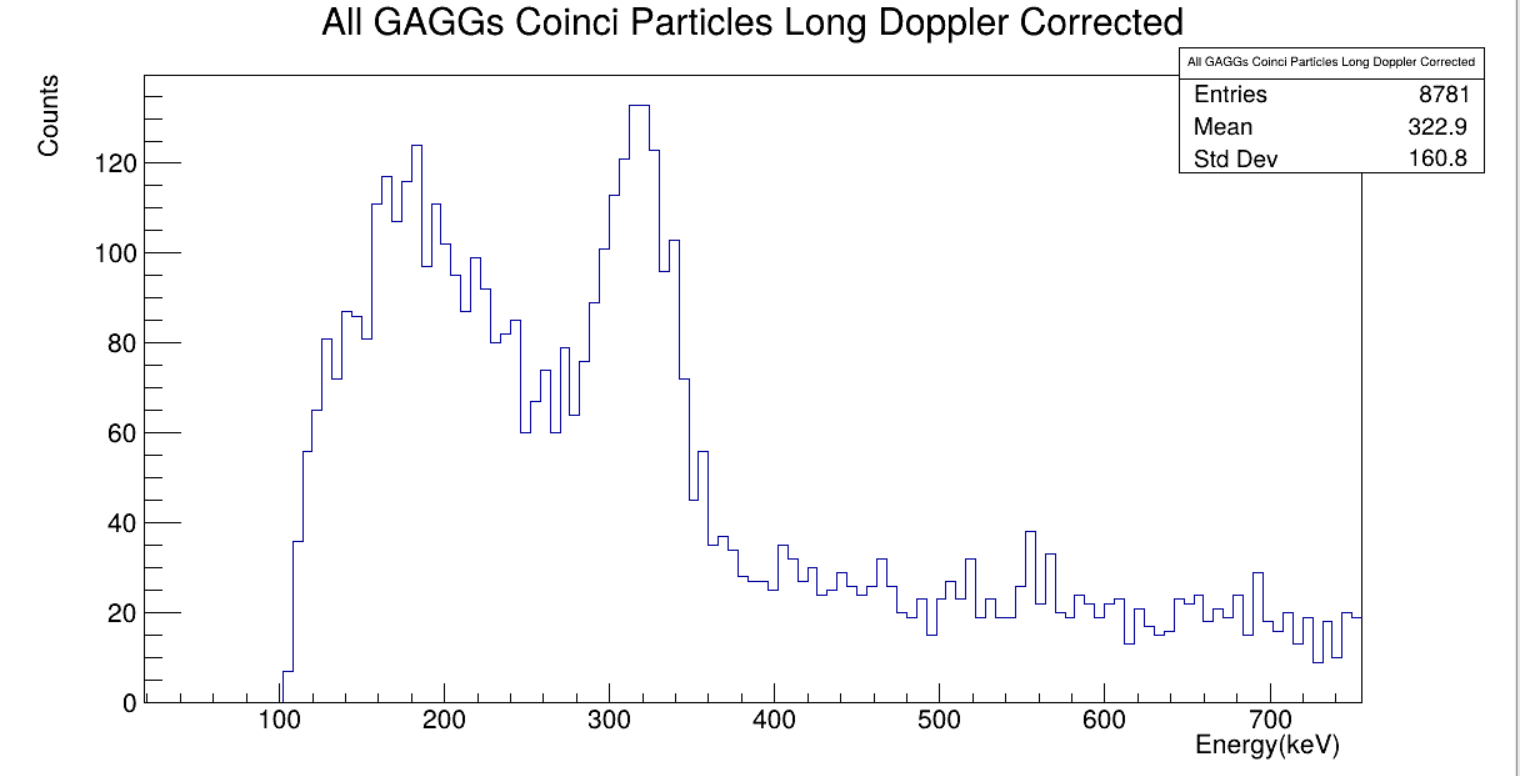 All GAGGs Coinci Particles Long Doppler Corrected
All GAGGs Coinci Particles Long Doppler Corrected
Entries 8781
Mean 322.9
Std Dev 160.8
Counts
120
100
80
60
40
20
0
100 200 300 400 500 600 700
Energy(keV)